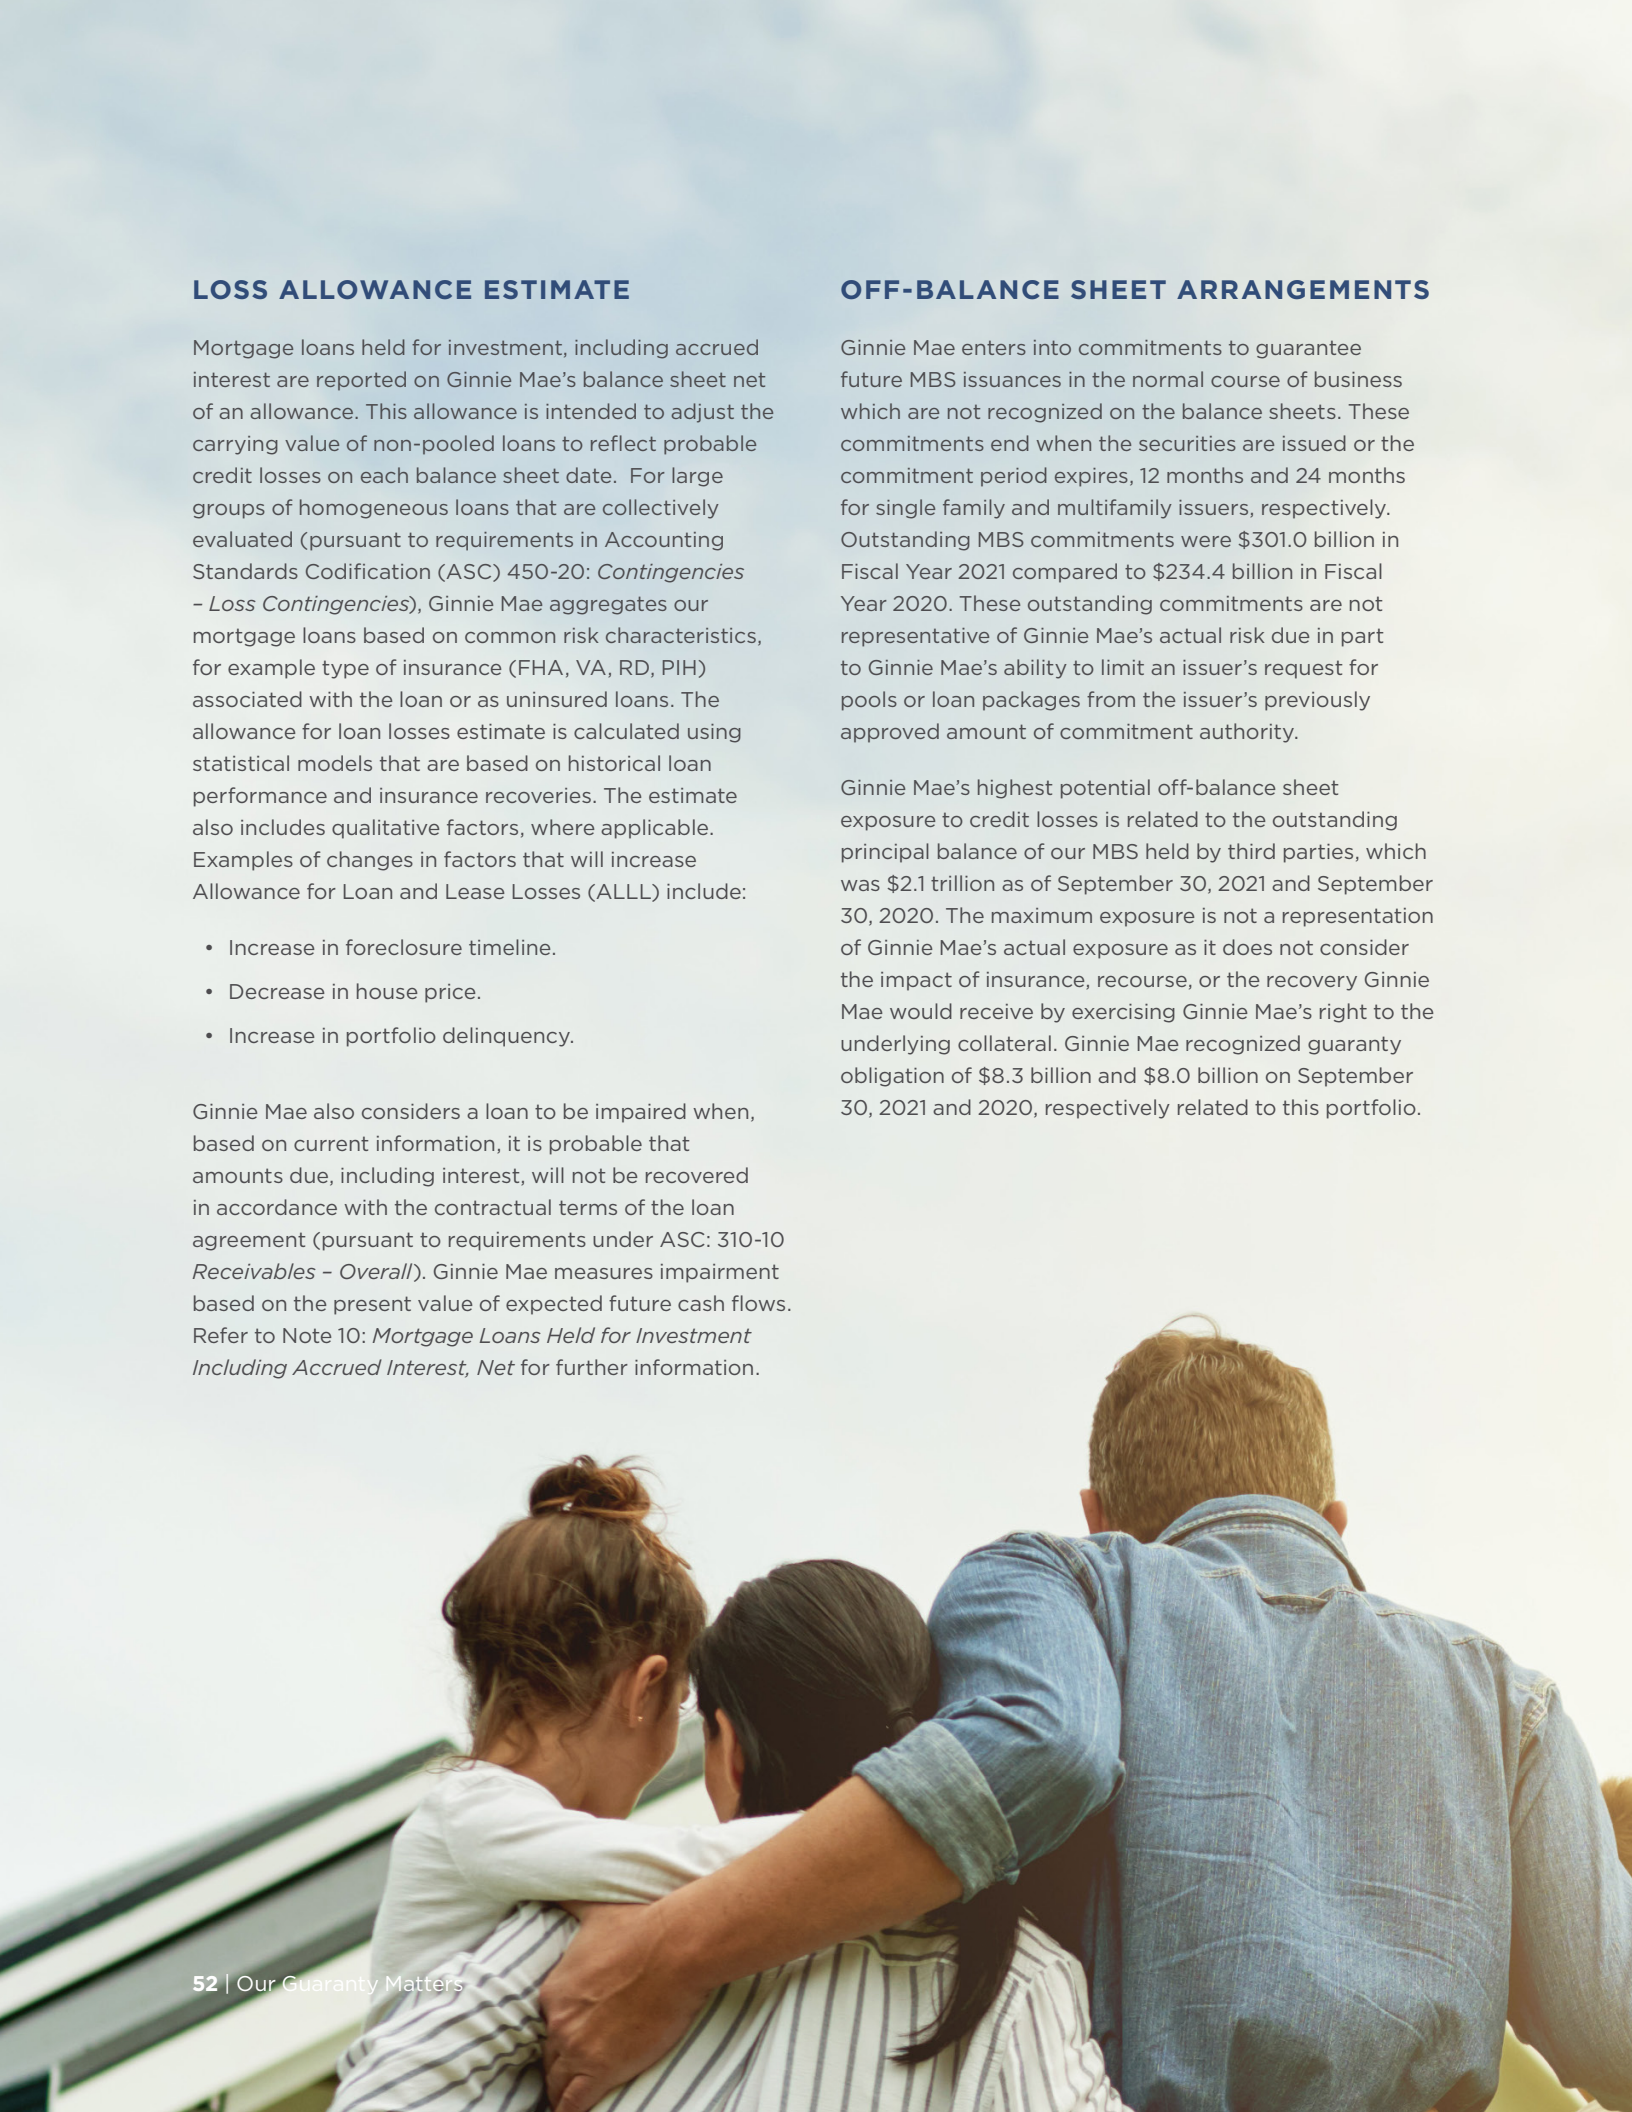 LOSS ALLOWANCE ESTIMATE
Mortgage loans held for investment, including accrued
interest are reported on Ginnie Mae’s balance sheet net
of an allowance. This allowance is intended to adjust the
carrying value of non-pooled loans to reflect probable
credit losses on each balance sheet date.  For large
groups of homogeneous loans that are collectively
evaluated (pursuant to requirements in Accounting
Standards Codification (ASC) 450-20: Contingencies
– Loss Contingencies), Ginnie Mae aggregates our
mortgage loans based on common risk characteristics,
for example type of insurance (FHA, VA, RD, PIH)
associated with the loan or as uninsured loans. The
allowance for loan losses estimate is calculated using
statistical models that are based on historical loan
performance and insurance recoveries. The estimate
also includes qualitative factors, where applicable.
Examples of changes in factors that will increase
Allowance for Loan and Lease Losses (ALLL) include:
• Increase in foreclosure timeline.
• Decrease in house price.
• Increase in portfolio delinquency.
Ginnie Mae also considers a loan to be impaired when,
based on current information, it is probable that
amounts due, including interest, will not be recovered
in accordance with the contractual terms of the loan
agreement (pursuant to requirements under ASC: 310-10
Receivables – Overall). Ginnie Mae measures impairment
based on the present value of expected future cash flows.
Refer to Note 10: Mortgage Loans Held for Investment
Including Accrued Interest, Net for further information.
OFF-BALANCE SHEET ARRANGEMENTS
Ginnie Mae enters into commitments to guarantee
future MBS issuances in the normal course of business
which are not recognized on the balance sheets. These
commitments end when the securities are issued or the
commitment period expires, 12 months and 24 months
for single family and multifamily issuers, respectively.
Outstanding MBS commitments were $301.0 billion in
Fiscal Year 2021 compared to $234.4 billion in Fiscal
Year 2020. These outstanding commitments are not
representative of Ginnie Mae’s actual risk due in part
to Ginnie Mae’s ability to limit an issuer’s request for
pools or loan packages from the issuer’s previously
approved amount of commitment authority.
Ginnie Mae’s highest potential off-balance sheet
exposure to credit losses is related to the outstanding
principal balance of our MBS held by third parties, which
was $2.1 trillion as of September 30, 2021 and September
30, 2020. The maximum exposure is not a representation
of Ginnie Mae’s actual exposure as it does not consider
the impact of insurance, recourse, or the recovery Ginnie
Mae would receive by exercising Ginnie Mae’s right to the
underlying collateral. Ginnie Mae recognized guaranty
obligation of $8.3 billion and $8.0 billion on September
30, 2021 and 2020, respectively related to this portfolio.
52 | Our Guaranty Matters